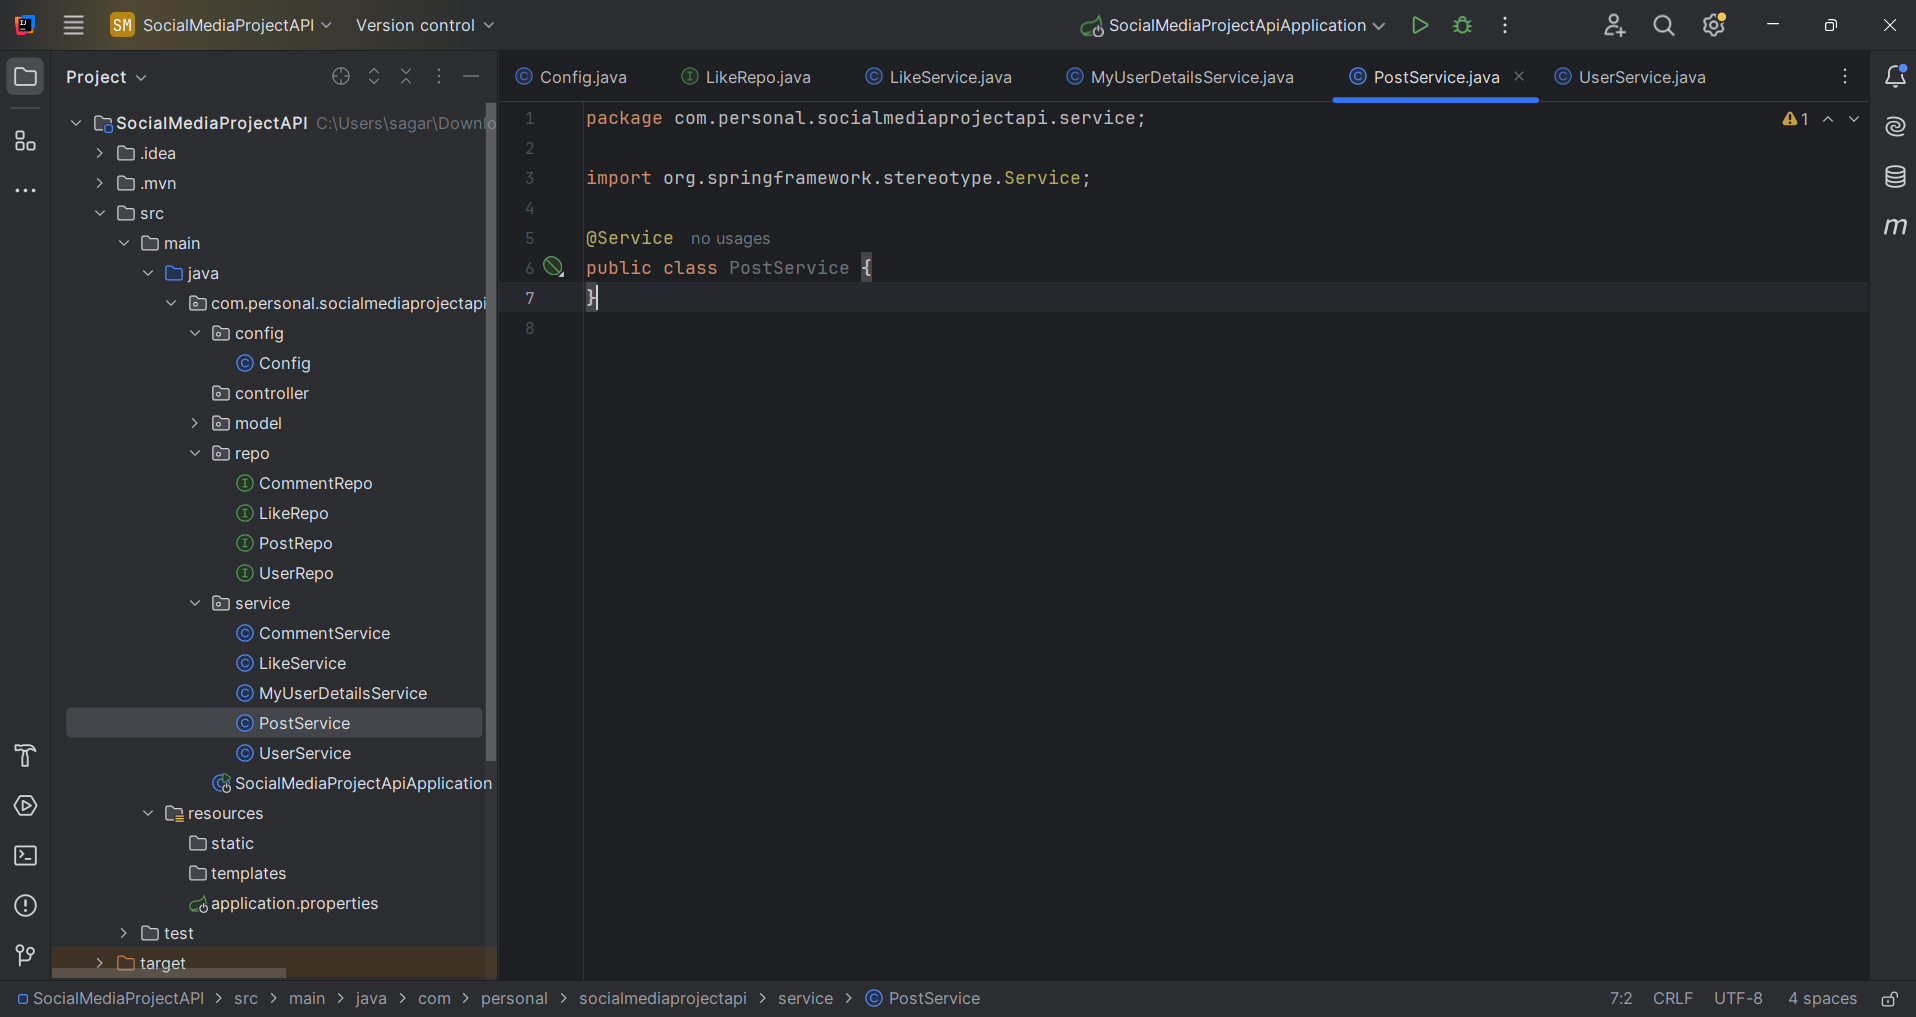 SM SocialMediaProjectAPI Version control SocialMediaProjectApiApplication
Project
SocialMediaProjectAPI C:\Users\sagar\Downlo
.idea
.mvn
src
main
java
com.personal.socialmediaprojectapi
config
Config
controller
model
repo
CommentRepo
LikeRepo
PostRepo
UserRepo
service
CommentService
LikeService
MyUserDetailsService
PostService
UserService
SocialMediaProjectApiApplication
resources
static
templates
application.properties
test
target
Config.java LikeRepo.java LikeService.java MyUserDetailsService.java PostService.java UserService.java
1 package com.personal.socialmediaprojectapi.service; 1
2
3 import org.springframework.stereotype.Service;
4
5 @Service no usages
6 public class PostService {
7 }
8
m
SocialMediaProjectAPI > src > main > java > com > personal > socialmediaprojectapi > service > PostService 7:2 CRLF UTF-8 4 spaces